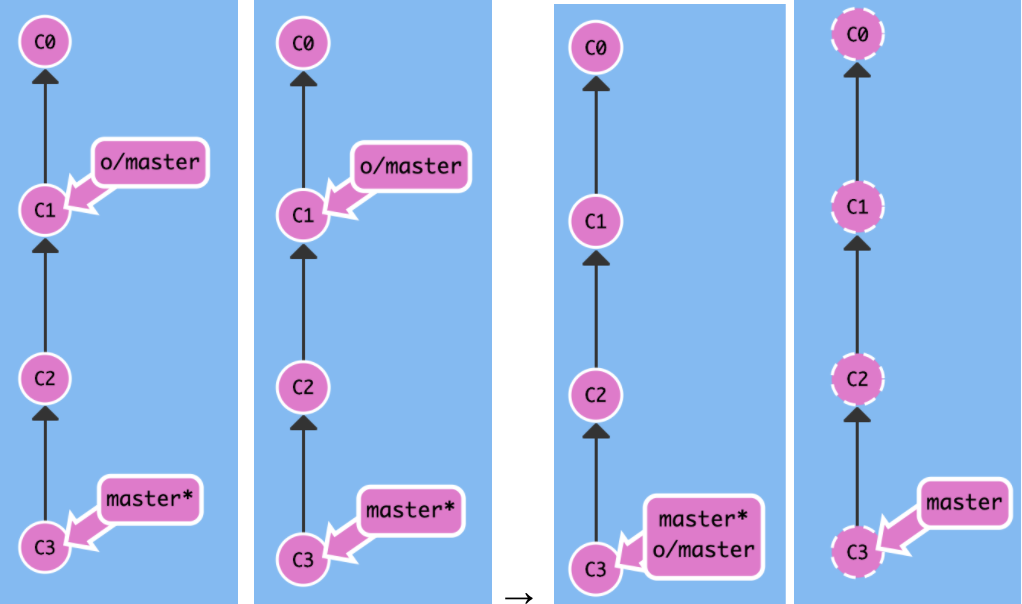 C0
o/master
C1
C2
master*
C3
C0
o/master
C1
C2
master*
C3
→
C0
C1
C2
master*
o/master
C3
C0
C1
C2
master
C3